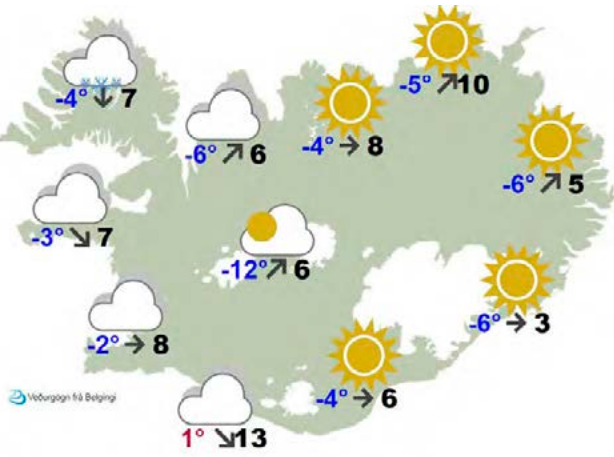 -5° ↗10
-4° ↓ 7
-4° → 8
-6° ↗ 6
-6° ↗ 5
-3° ↘ 7
-12° ↗ 6
-6° → 3
-2° → 8
-4° → 6
Veðurgögn frá Belgingi
1° ↘13